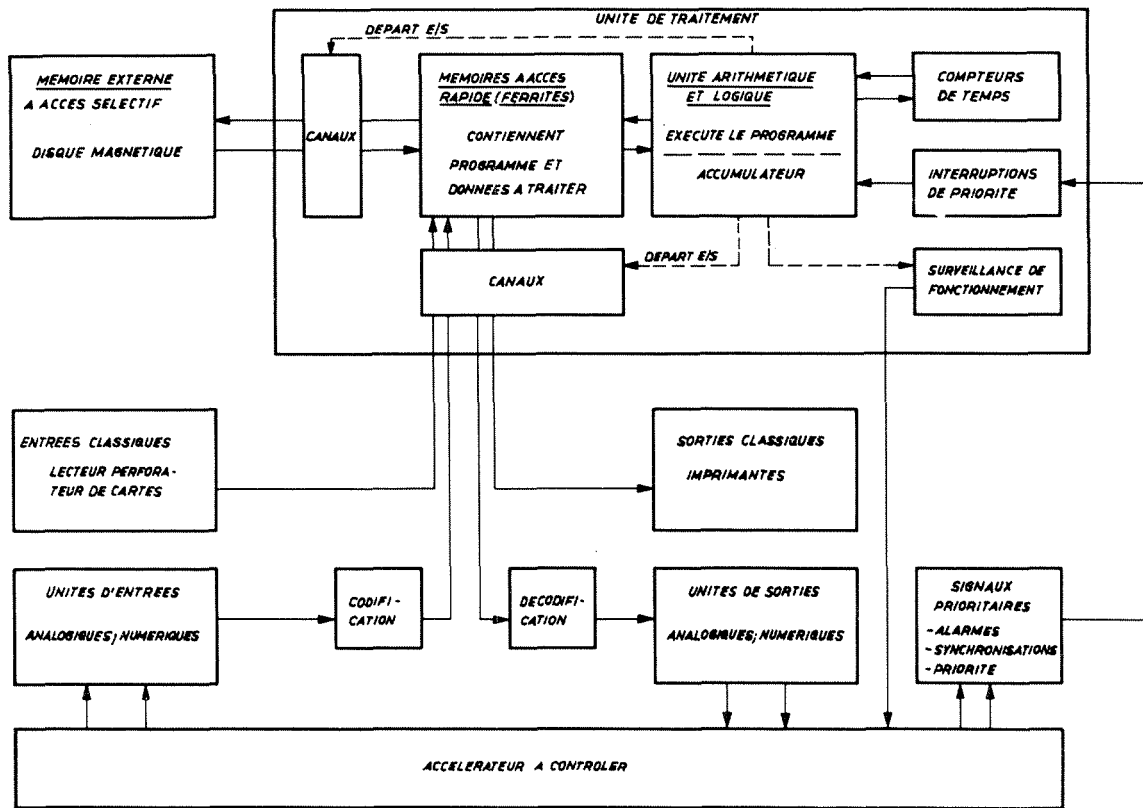 UNITE DE TRAITEMENT
DEPART E/S
MEMOIRE EXTERNE
A ACCES SELECTIF
DISQUE MAGNETIQUE
CANAUX
MEMOIRES A ACCES
RAPIDE (FERRITES)
CONTIENNENT
PROGRAMME ET
DONNEES A TRAITER
UNITE ARITHMETIQUE
ET LOGIQUE
EXECUTE LE PROGRAMME
ACCUMULATEUR
COMPTEURS
DE TEMPS
INTERRUPTIONS
DE PRIORITE
DEPART E/S
CANAUX
SURVEILLANCE DE
FONCTIONNEMENT
ENTREES CLASSIQUES
LECTEUR PERFORA-
TEUR DE CARTES
SORTIES CLASSIQUES
IMPRIMANTES
UNITES D'ENTREES
ANALOGIQUES; NUMERIQUES
CODIFI-
CATION
DECODIFI-
CATION
UNITES DE SORTIES
ANALOGIQUES; NUMERIQUES
SIGNAUX
PRIORITAIRES
-ALARMES
-SYNCHRONISATIONS
-PRIORITE
ACCELERATEUR A CONTROLER